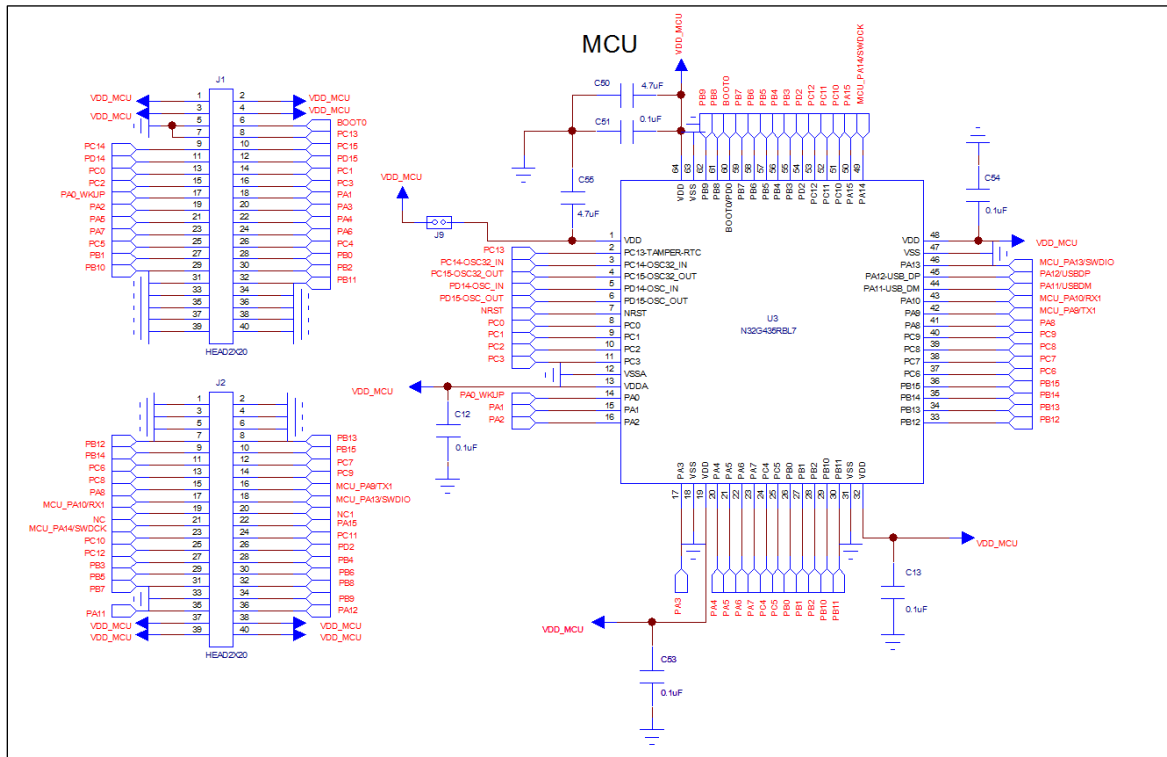 MCU
J1
VDD_MCU 1 2 VDD_MCU
VDD_MCU 3 4 VDD_MCU
5 6 BOOT0
7 8 PC13
PC14 9 10 PC15
PD14 11 12 PD15
PC0 13 14 PC1
PC2 15 16 PC3
PA0_WKUP 17 18 PA1
PA2 19 20 PA3
PA5 21 22 PA4
PA7 23 24 PA6
PC5 25 26 PC4
PB1 27 28 PB0
PB10 29 30 PB2
31 32 PB11
33 34
35 36
37 38
39 40
HEAD2X20
J2
1 2
3 4
5 6
7 8 PB13
PB12 9 10 PB15
PB14 11 12 PC7
PC6 13 14 PC9
PC8 15 16 MCU_PA9/TX1
PA8 17 18 MCU_PA13/SWDIO
MCU_PA10/RX1 19 20 NC1
NC 21 22 PA15
MCU_PA14/SWDCK 23 24 PC11
PC10 25 26 PD2
PC12 27 28 PB4
PB3 29 30 PB6
PB5 31 32 PB8
PB7 33 34 PB9
PA11 35 36 PA12
VDD_MCU 37 38 VDD_MCU
VDD_MCU 39 40 VDD_MCU
HEAD2X20
VDD_MCU
C50
4.7uF
C51
0.1uF
C55
4.7uF
VDD_MCU
J9
PB9
PB8
BOOT0
PB7
PB6
PB5
PB4
PB3
PD2
PC12
PC11
PC10
PA15
MCU_PA14/SWDCK
64 VDD
63 VSS
62 PB9
61 PB8
60 BOOT0/PD0
59 PB7
58 PB6
57 PB5
56 PB4
55 PB3
54 PD2
53 PC12
52 PC11
51 PC10
50 PA15
49 PA14
C54
0.1uF
1 VDD
PC13 2 PC13-TAMPER-RTC
PC14-OSC32_IN 3 PC14-OSC32_IN
PC15-OSC32_OUT 4 PC15-OSC32_OUT
PD14-OSC_IN 5 PD14-OSC_IN
PD15-OSC_OUT 6 PD15-OSC_OUT
NRST 7 NRST
PC0 8 PC0
PC1 9 PC1
PC2 10 PC2
PC3 11 PC3
12 VSSA
VDD_MCU 13 VDDA
PA0_WKUP 14 PA0
PA1 15 PA1
PA2 16 PA2
C12
0.1uF
U3
N32G435RBL7
VDD 48 VDD_MCU
VSS 47
PA13 46 MCU_PA13/SWDIO
PA12-USB_DP 45 PA12/USBDP
PA11-USB_DM 44 PA11/USBDM
PA10 43 MCU_PA10/RX1
PA9 42 MCU_PA9/TX1
PA8 41 PA8
PC9 40 PC9
PC8 39 PC8
PC7 38 PC7
PC6 37 PC6
PB15 36 PB15
PB14 35 PB14
PB13 34 PB13
PB12 33 PB12
PA3 17
VSS 18
VDD 19
PA4 20
PA5 21
PA6 22
PA7 23
PC4 24
PC5 25
PB0 26
PB1 27
PB2 28
PB10 29
PB11 30
VSS 31
VDD 32
PA3
PA4
PA5
PA6
PA7
PC4
PC5
PB0
PB1
PB2
PB10
PB11
VDD_MCU
C13
0.1uF
VDD_MCU
C53
0.1uF